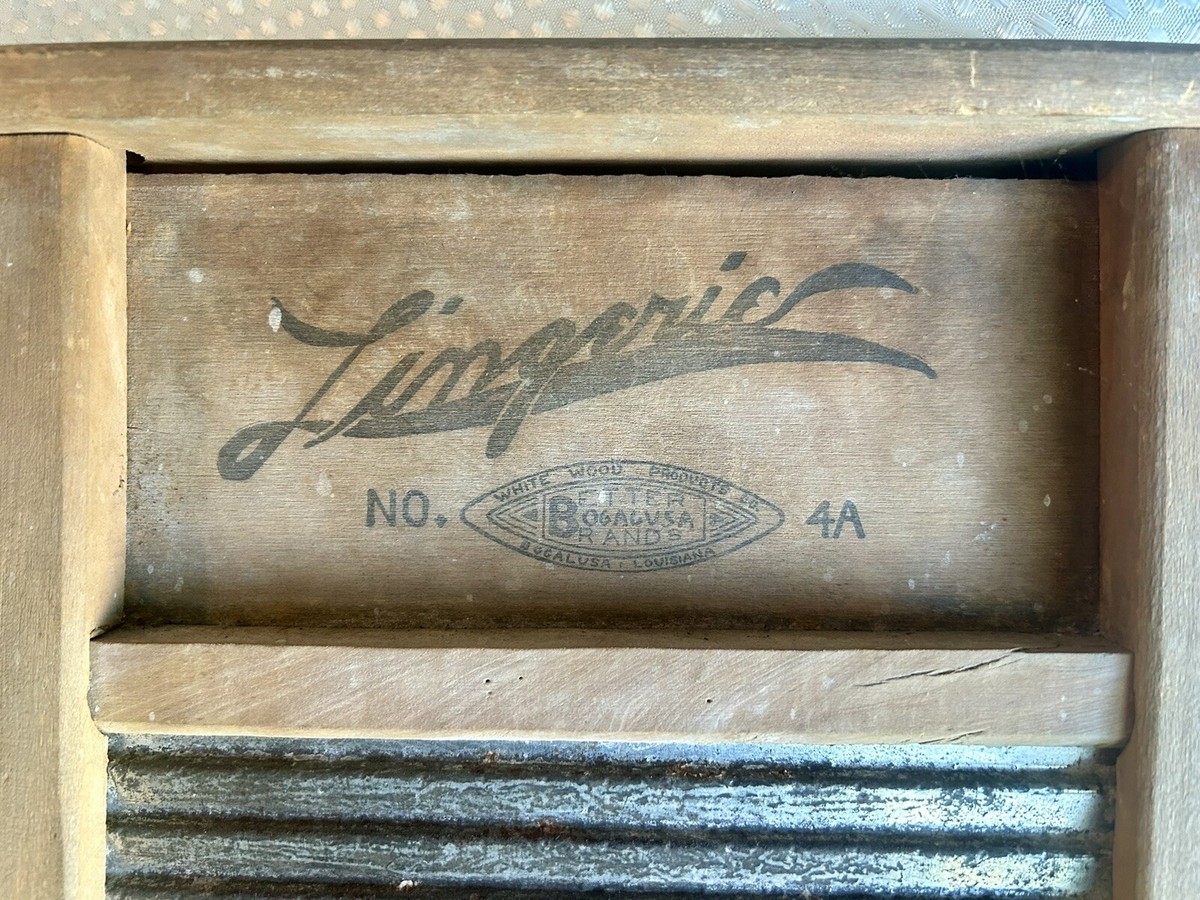 Lingerie
NO. 4A
WHITE WOOD PRODUCTS CO
BETTER
BOGALUSA
BRANDS
BOGALUSA, LOUISIANA